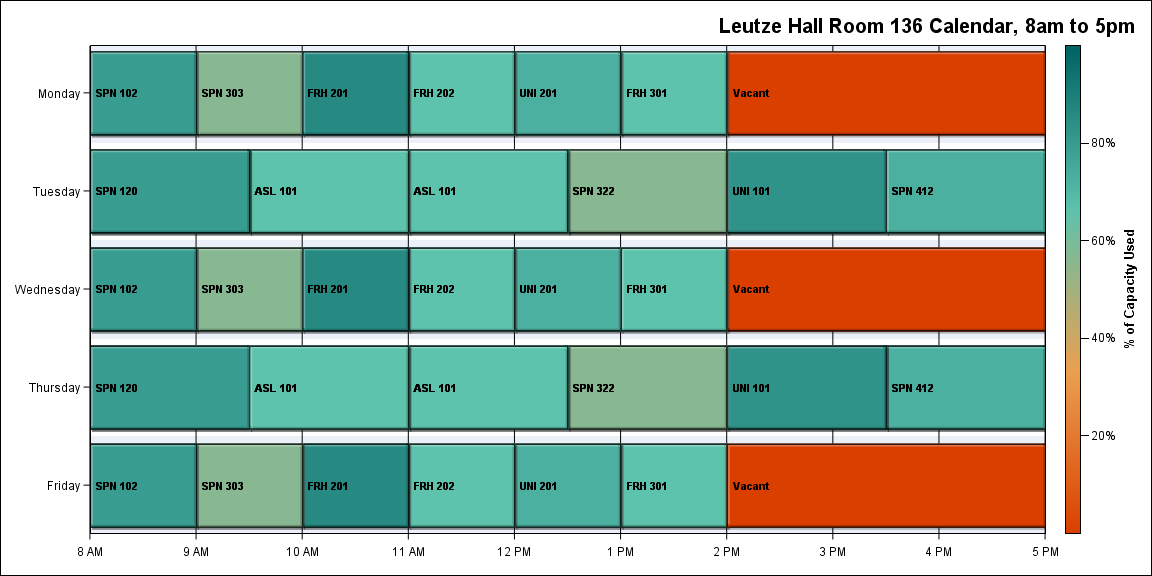 Leutze Hall Room 136 Calendar, 8am to 5pm
Monday
SPN 102
SPN 303
FRH 201
FRH 202
UNI 201
FRH 301
Vacant
Tuesday
SPN 120
ASL 101
ASL 101
SPN 322
UNI 101
SPN 412
Wednesday
SPN 102
SPN 303
FRH 201
FRH 202
UNI 201
FRH 301
Vacant
Thursday
SPN 120
ASL 101
ASL 101
SPN 322
UNI 101
SPN 412
Friday
SPN 102
SPN 303
FRH 201
FRH 202
UNI 201
FRH 301
Vacant
8 AM
9 AM
10 AM
11 AM
12 PM
1 PM
2 PM
3 PM
4 PM
5 PM
80%
60%
40%
20%
% of Capacity Used